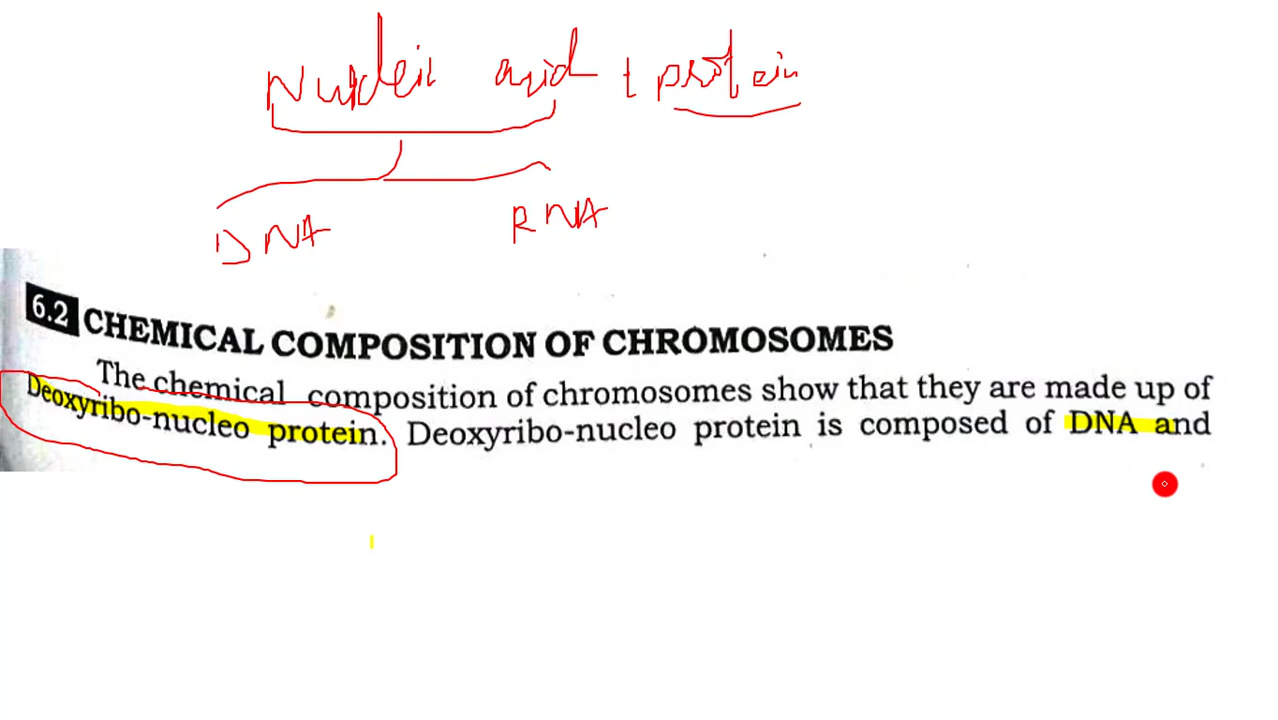 Nucleic acid + protein
DNA RNA
6.2 CHEMICAL COMPOSITION OF CHROMOSOMES
The chemical composition of chromosomes show that they are made up of
Deoxyribo-nucleo protein. Deoxyribo-nucleo protein is composed of DNA and